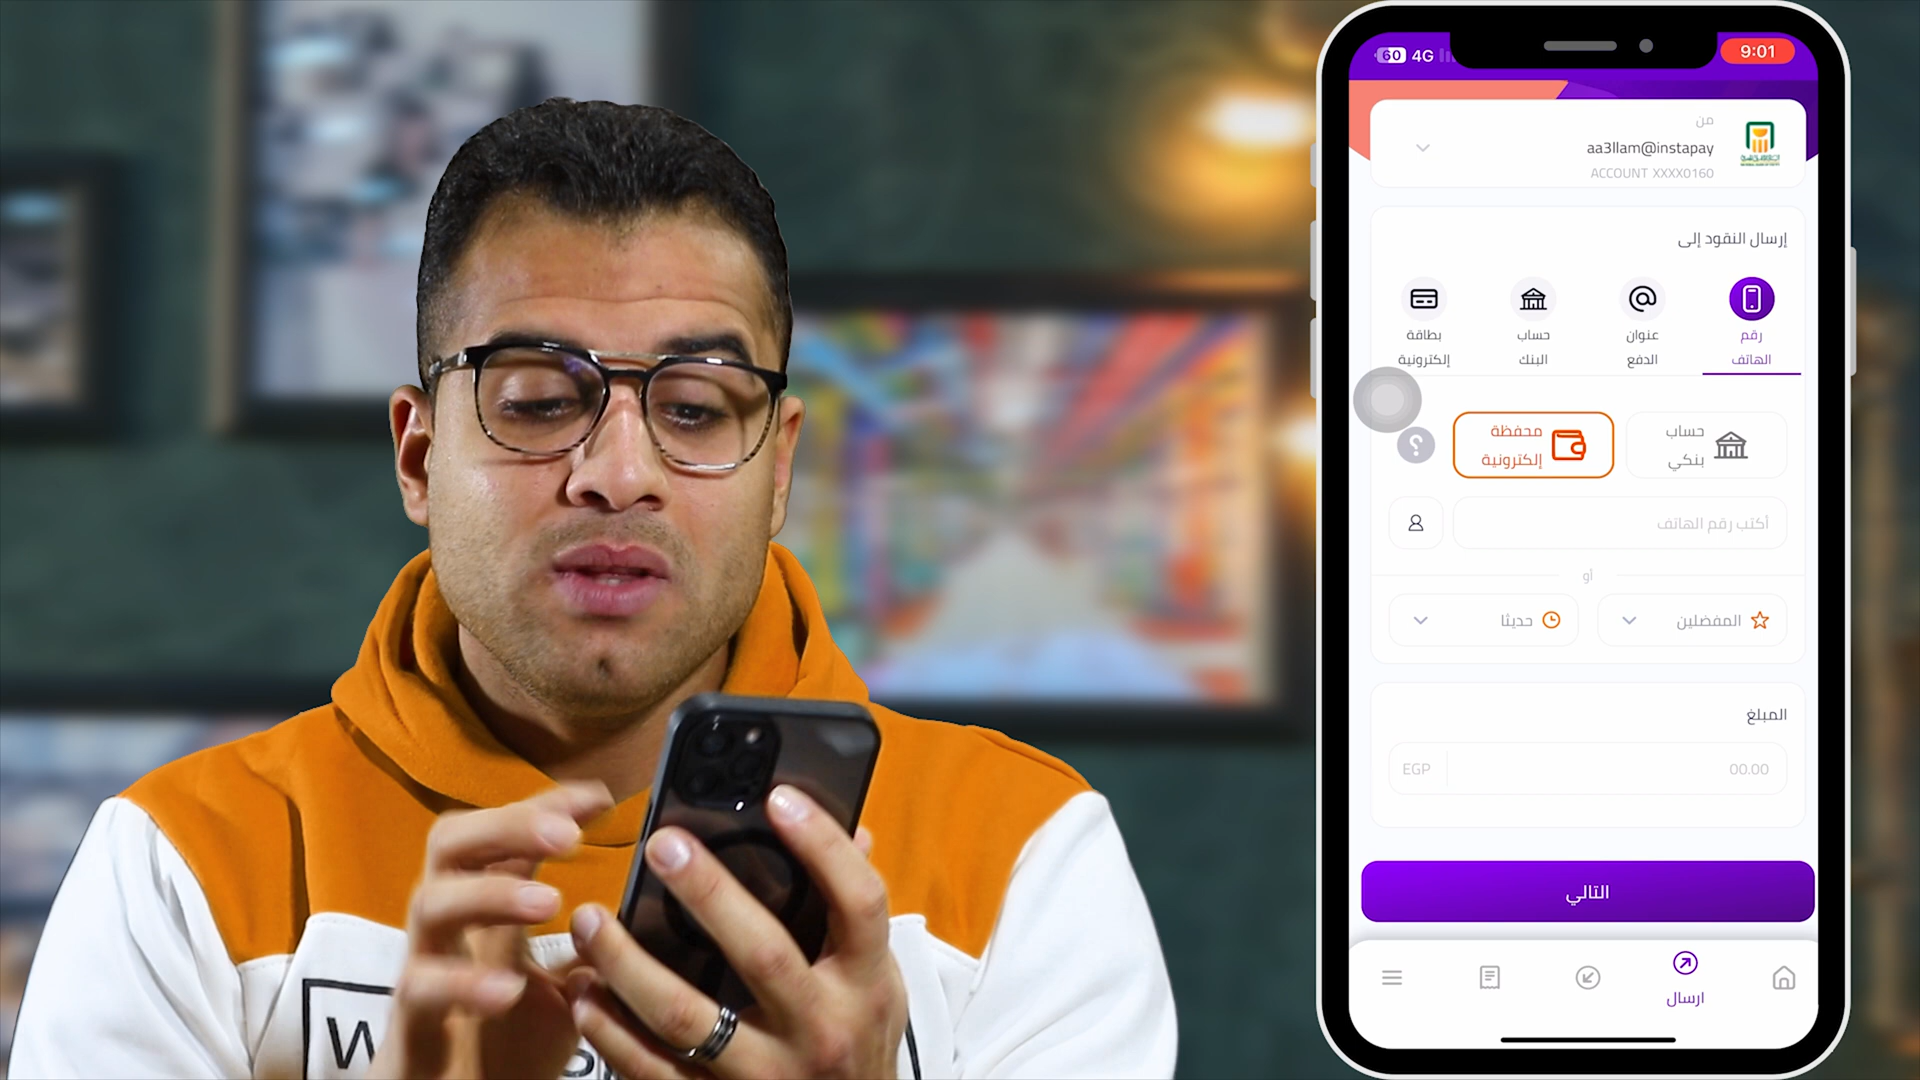 60 4G
9:01
من
aa3llam@instapay
ACCOUNT XXXX0160
إرسال النقود إلى
رقم الهاتف
عنوان الدفع
حساب البنك
بطاقة إلكترونية
حساب بنكي
محفظة إلكترونية
?
أكتب رقم الهاتف
أو
المفضلين
حديثا
المبلغ
EGP
00.00
التالي
ارسال
W